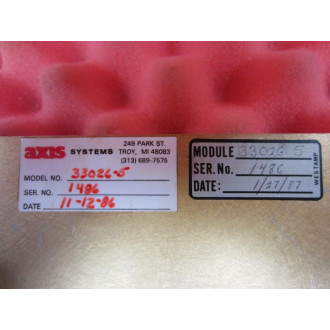 axis SYSTEMS
249 PARK ST.
TROY, MI 48083
(313) 689-7575
MODEL NO. 33026-5
SER. NO. 1486
DATE 11-12-86
MODULE 33026-5
SER. No. 1486
DATE: 1/27/87
WESTAMP